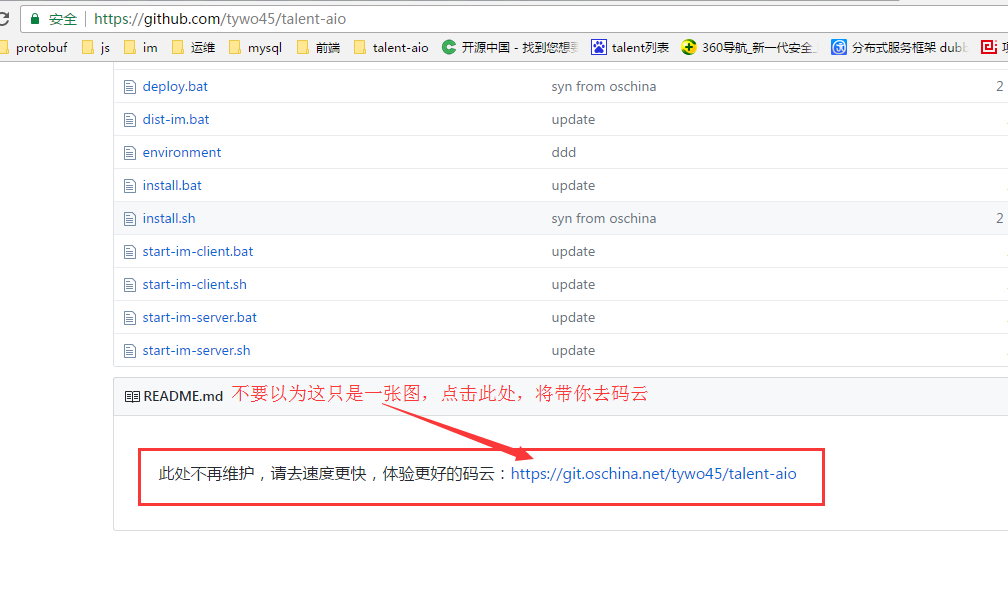 安全 https://github.com/tywo45/talent-aio
protobuf js im 运维 mysql 前端 talent-aio 开源中国 - 找到您想 talent列表 360导航_新一代安全 分布式服务框架 dubb
deploy.bat syn from oschina 2
dist-im.bat update
environment ddd
install.bat update
install.sh syn from oschina 2
start-im-client.bat update
start-im-client.sh update
start-im-server.bat update
start-im-server.sh update
README.md 不要以为这只是一张图，点击此处，将带你去码云
此处不再维护，请去速度更快，体验更好的码云：https://git.oschina.net/tywo45/talent-aio